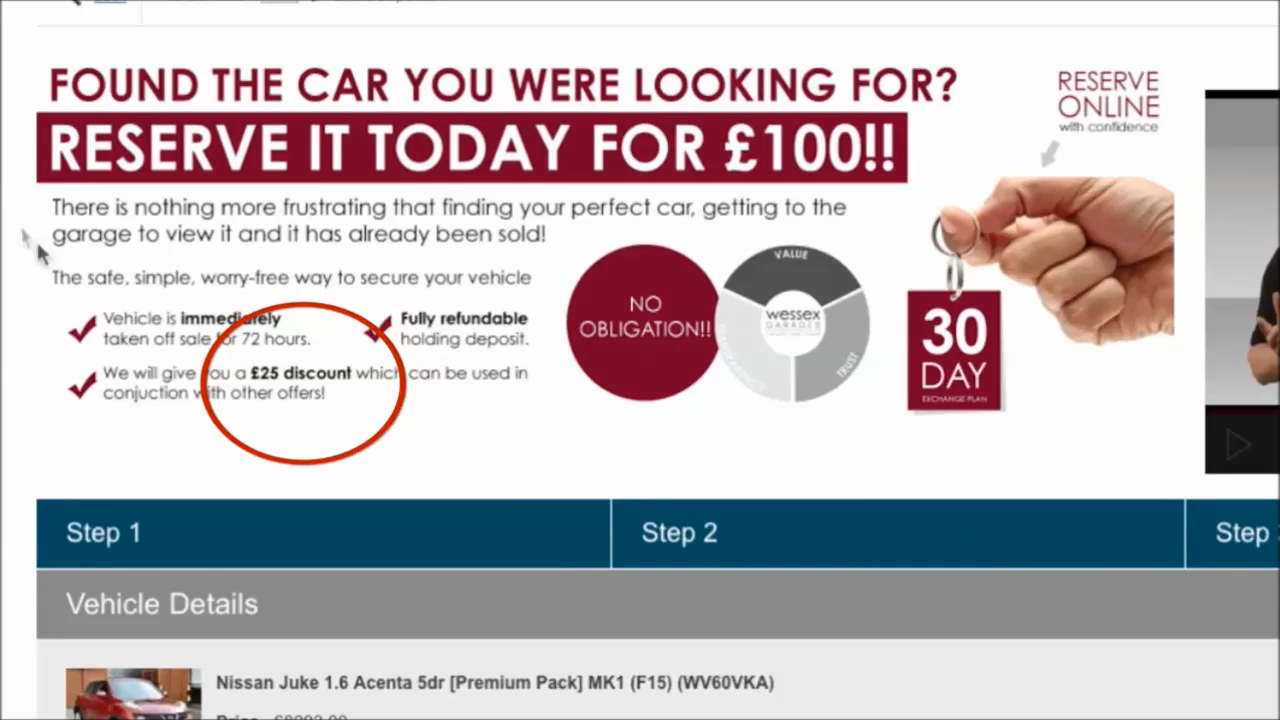 FOUND THE CAR YOU WERE LOOKING FOR?
RESERVE IT TODAY FOR £100!!
There is nothing more frustrating that finding your perfect car, getting to the
garage to view it and it has already been sold!
The safe, simple, worry-free way to secure your vehicle
Vehicle is immediately
taken off sale for 72 hours.
Fully refundable
holding deposit.
We will give you a £25 discount which can be used in
conjuction with other offers!
NO
OBLIGATION!!
VALUE
wessex
GARAGES
TRUST
RESERVE
ONLINE
with confidence
30
DAY
EXCHANGE PLAN
Step 1
Step 2
Step
Vehicle Details
Nissan Juke 1.6 Acenta 5dr [Premium Pack] MK1 (F15) (WV60VKA)